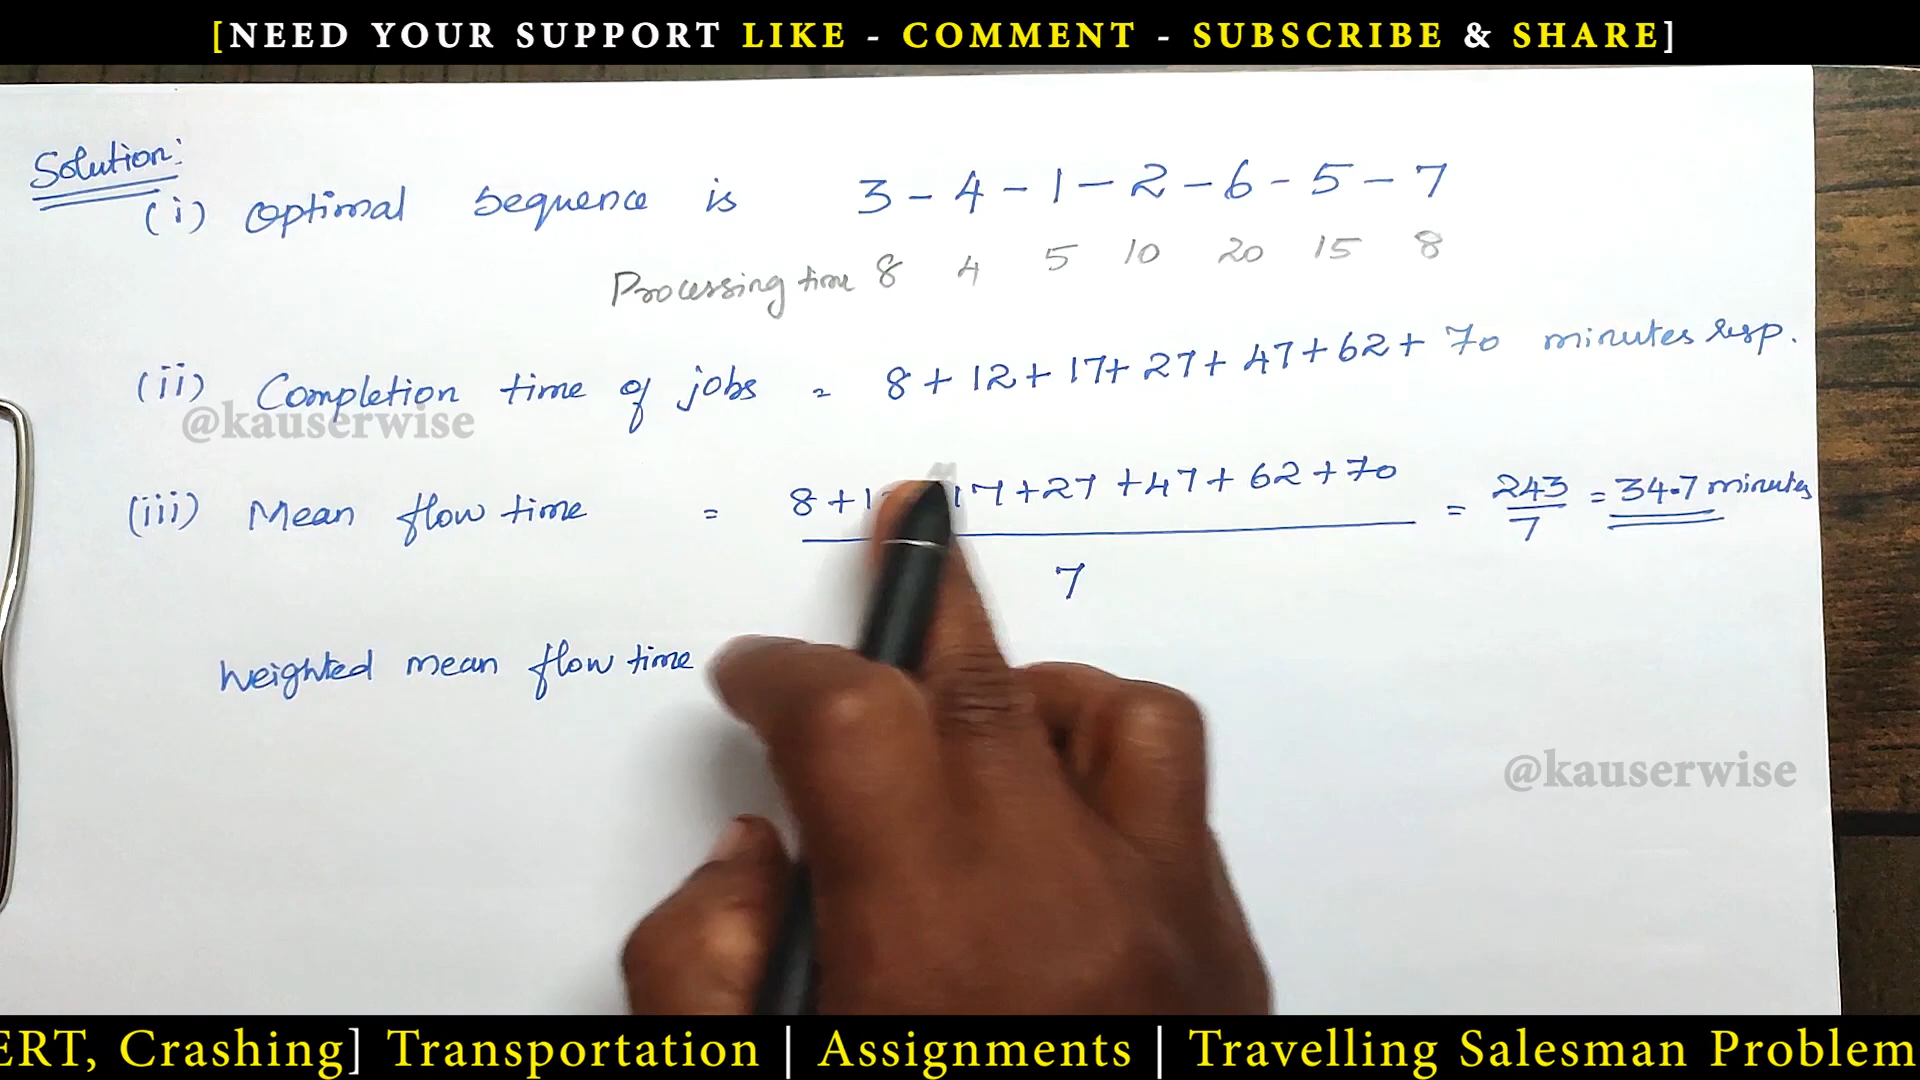 [NEED YOUR SUPPORT LIKE - COMMENT - SUBSCRIBE & SHARE]
Solution:
(i) Optimal sequence is 3 - 4 - 1 - 2 - 6 - 5 - 7
Processing time 8 4 5 10 20 15 8
(ii) Completion time of jobs = 8 + 12 + 17 + 27 + 47 + 62 + 70 minutes resp.
@kauserwise
(iii) Mean flow time = 8 + 17 + 27 + 47 + 62 + 70 = 243 = 34.7 minutes
7 7
Weighted mean flow time
@kauserwise
ERT, Crashing] Transportation | Assignments | Travelling Salesman Problem